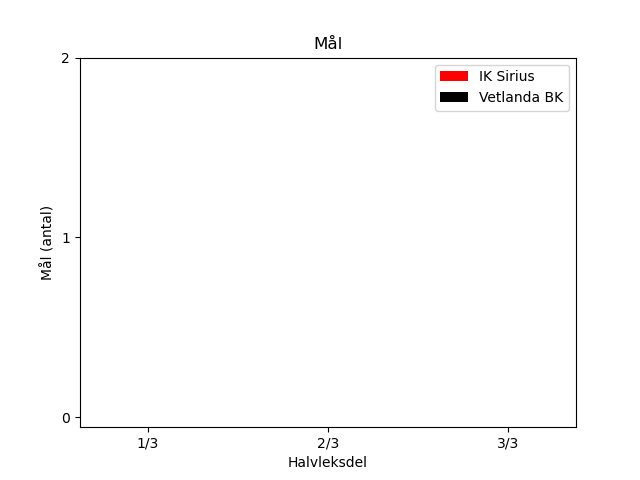 Mål
2
IK Sirius
Vetlanda BK
Mål (antal)
1
0
1/3
2/3
3/3
Halvleksdel